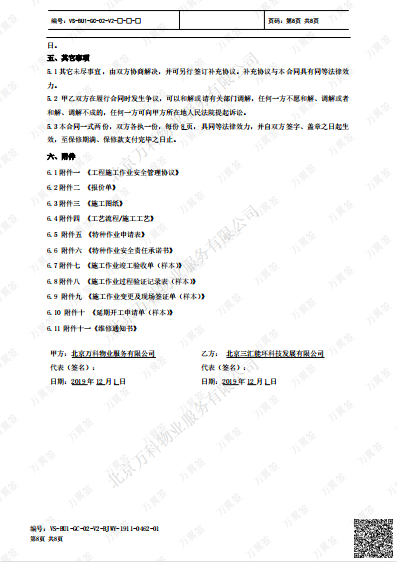 编号：VS-BU1-GC-02-V2-□-□-□
页码：第8页 共8页
日。
五、其它事项
5.1其它未尽事宜，由双方协商解决，并可另行签订补充协议。补充协议与本合同具有同等法律效
力。
5.2 甲乙双方在履行合同时发生争议，可以和解或请有关部门调解，任何一方不愿和解、调解或者
和解、调解不成的，任何一方可向甲方所在地人民法院提起诉讼。
5.3本合同一式两份，双方各执一份，每份8页，具同等法律效力，并自双方签字、盖章之日起生
效，至保修期满、保修款支付完毕之日止。
六、附件
6.1附件一 《工程施工作业安全管理协议》
6.2附件二 《报价单》
6.3附件三 《施工图纸》
6.4附件四 《工艺流程/施工工艺》
6.5 附件五 《特种作业申请表》
6.6 附件六 《特种作业安全责任承诺书》
6.7附件七 《施工作业竣工验收单（样本）》
6.8附件八 《施工作业过程验证记录表（样本）》
6.9 附件九 《施工作业变更及现场签证单（样本）》
6.10 附件十 《延期开工申请单（样本）》
6.11 附件十一《维修通知书》
甲方：北京万科物业服务有限公司
乙方： 北京三汇能环科技发展有限公司
代表（签名）：
代表（签名）：
日期：2019年 12 月 1 日
日期：2019年 12 月 1 日
编号：VS-BU1-GC-02-V2-BJWY-1911-0462-01
第8页 共8页
北京万科物业服务有限公司
万翼签